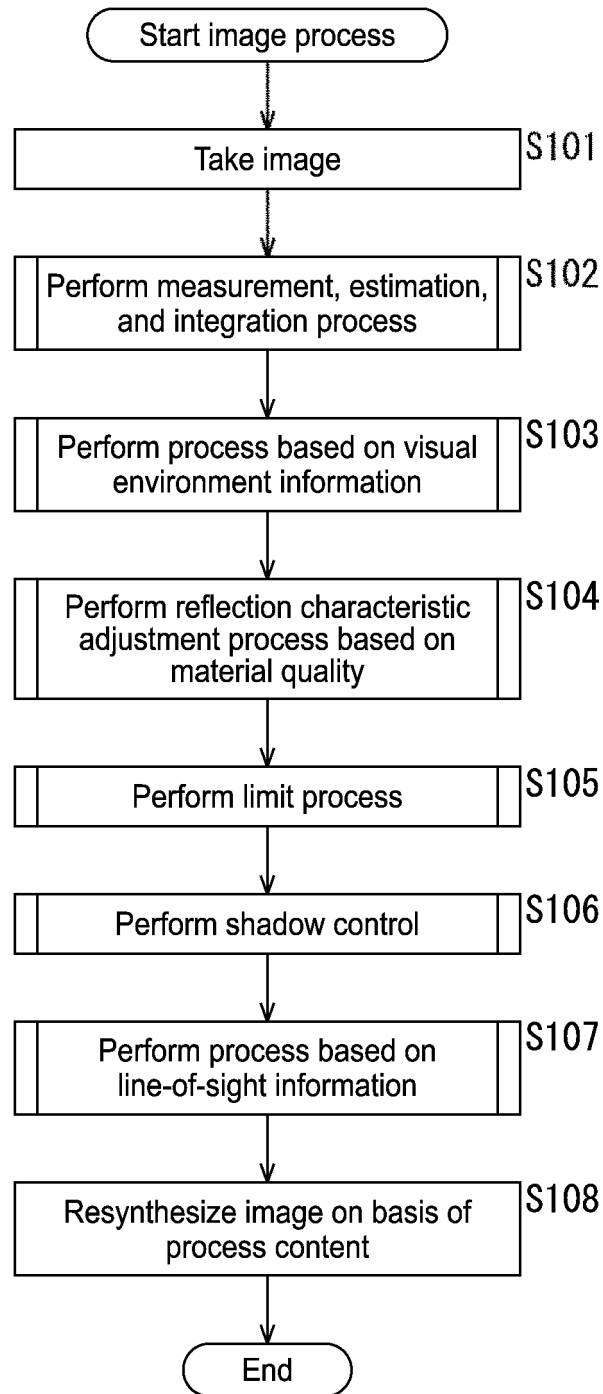 Start image process
Take image
S101
Perform measurement, estimation,
and integration process
S102
Perform process based on visual
environment information
S103
Perform reflection characteristic
adjustment process based on
material quality
S104
Perform limit process
S105
Perform shadow control
S106
Perform process based on
line-of-sight information
S107
Resynthesize image on basis of
process content
S108
End